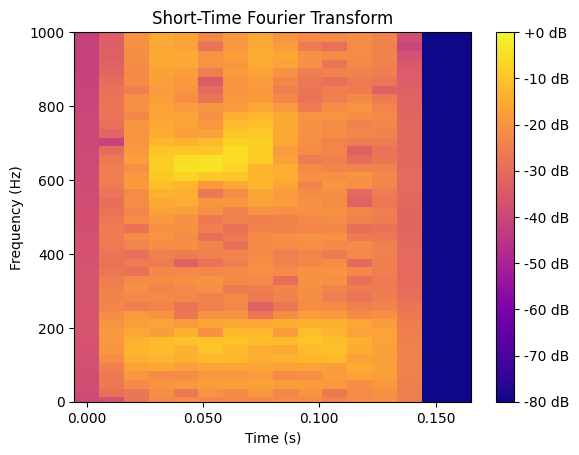 Short-Time Fourier Transform
1000
800
600
400
200
0
Frequency (Hz)
0.000
0.050
0.100
0.150
Time (s)
+0 dB
-10 dB
-20 dB
-30 dB
-40 dB
-50 dB
-60 dB
-70 dB
-80 dB